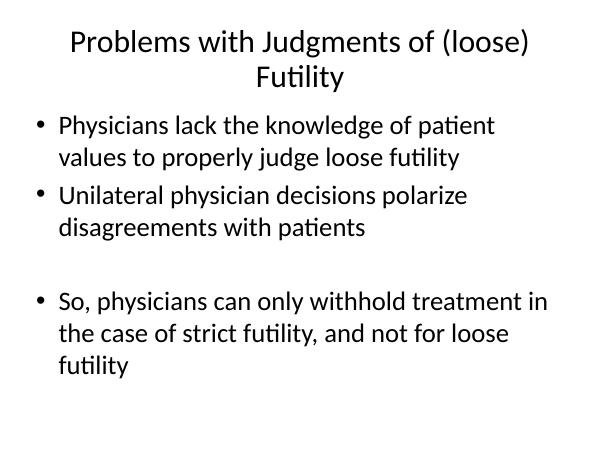 Problems with Judgments of (loose)
Futility
• Physicians lack the knowledge of patient
values to properly judge loose futility
• Unilateral physician decisions polarize
disagreements with patients
• So, physicians can only withhold treatment in
the case of strict futility, and not for loose
futility